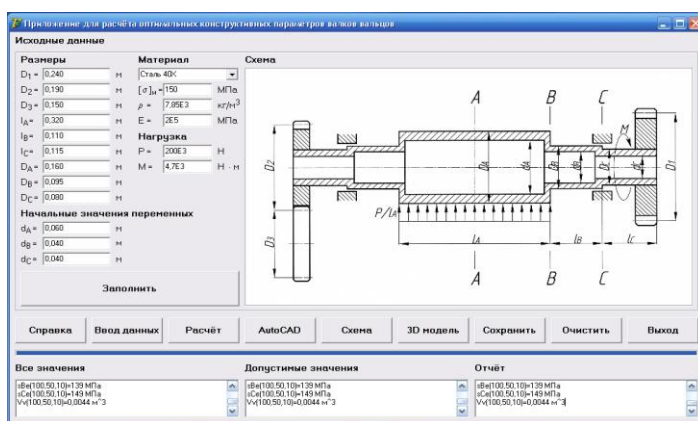 Приложение для расчёта оптимальных конструктивных параметров валков вальцов
Исходные данные
Размеры
D1 = 0,240 м
D2 = 0,190 м
D3 = 0,150 м
lA = 0,320 м
lB = 0,110 м
lC = 0,115 м
DA = 0,160 м
DB = 0,095 м
DC = 0,080 м
Начальные значения переменных
dA = 0,060 м
dB = 0,040 м
dC = 0,040 м
Заполнить
Материал
Сталь 40Х
[σ]и = 150 МПа
ρ = 7,85E3 кг/м3
E = 2E5 МПа
Нагрузка
P = 200E3 Н
M = 4,7E3 Н · м
Схема
A B C
M
D2 DA dA DB dB DC dC D1
P/lA
D3
lA lB lC
A B C
Справка Ввод данных Расчёт AutoCAD Схема 3D модель Сохранить Очистить Выход
Все значения
sBe(100,50,10)=139 МПа
sCe(100,50,10)=149 МПа
Vv(100,50,10)=0,0044 м^3
Допустимые значения
sBe(100,50,10)=139 МПа
sCe(100,50,10)=149 МПа
Vv(100,50,10)=0,0044 м^3
Отчёт
sBe(100,50,10)=139 МПа
sCe(100,50,10)=149 МПа
Vv(100,50,10)=0,0044 м^3